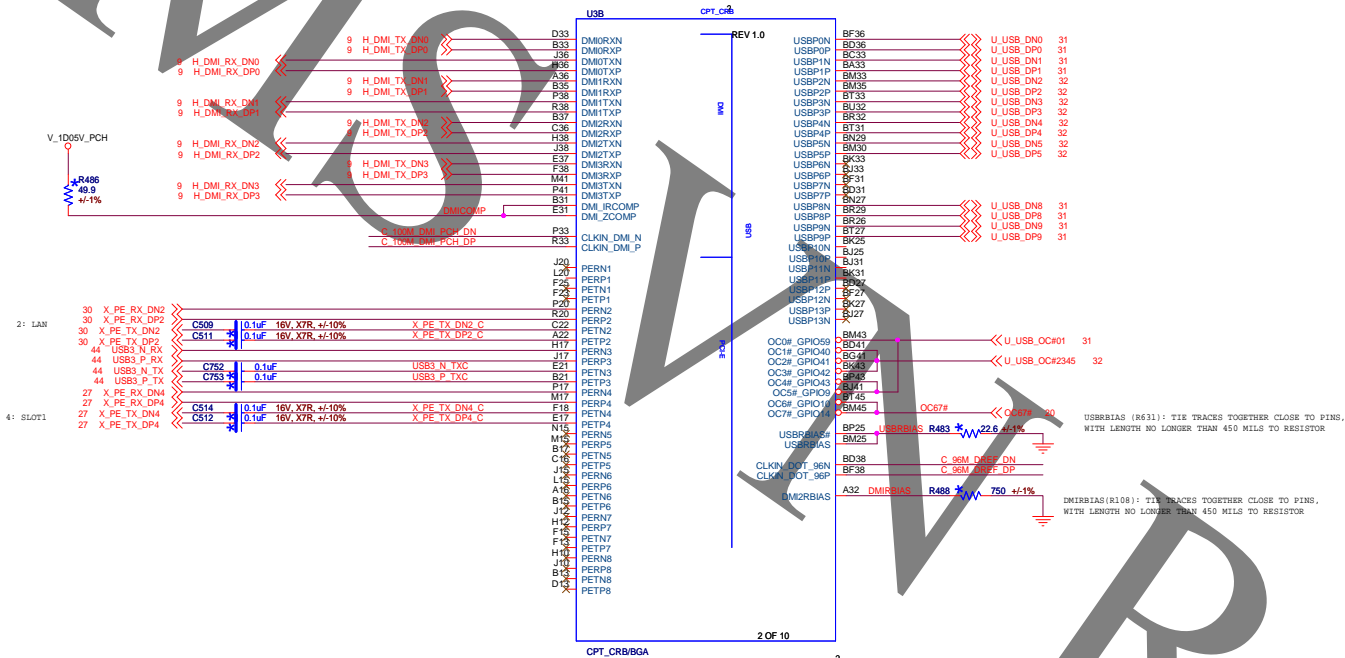 U3B
CPT_CRB
2
REV 1.0
DMI
USB
PCI-E
9 H_DMI_TX_DN0 D33 DMI0RXN
9 H_DMI_TX_DP0 B33 DMI0RXP
9 H_DMI_RX_DN0 J36 DMI0TXN
9 H_DMI_RX_DP0 H36 DMI0TXP
9 H_DMI_TX_DN1 A36 DMI1RXN
9 H_DMI_TX_DP1 B35 DMI1RXP
9 H_DMI_RX_DN1 P38 DMI1TXN
9 H_DMI_RX_DP1 R38 DMI1TXP
9 H_DMI_TX_DN2 B37 DMI2RXN
9 H_DMI_TX_DP2 C36 DMI2RXP
9 H_DMI_RX_DN2 H38 DMI2TXN
9 H_DMI_RX_DP2 J38 DMI2TXP
9 H_DMI_TX_DN3 E37 DMI3RXN
9 H_DMI_TX_DP3 F38 DMI3RXP
9 H_DMI_RX_DN3 M41 DMI3TXN
9 H_DMI_RX_DP3 P41 DMI3TXP
V_1D05V_PCH
R486
49.9
+/-1%
B31 DMI_IRCOMP
DMICOMP E31 DMI_ZCOMP
C_100M_DMI_PCH_DN P33 CLKIN_DMI_N
C_100M_DMI_PCH_DP R33 CLKIN_DMI_P
J20 PERN1
L20 PERP1
F25 PETN1
F23 PETP1
2: LAN
30 X_PE_RX_DN2 P20 PERN2
30 X_PE_RX_DP2 R20 PERP2
30 X_PE_TX_DN2 C509 0.1uF 16V, X7R, +/-10% X_PE_TX_DN2_C C22 PETN2
30 X_PE_TX_DP2 C511 0.1uF 16V, X7R, +/-10% X_PE_TX_DP2_C A22 PETP2
44 USB3_N_RX H17 PERN3
44 USB3_P_RX J17 PERP3
44 USB3_N_TX C752 0.1uF USB3_N_TXC E21 PETN3
44 USB3_P_TX C753 0.1uF USB3_P_TXC B21 PETP3
4: SLOT1
27 X_PE_RX_DN4 P17 PERN4
27 X_PE_RX_DP4 M17 PERP4
27 X_PE_TX_DN4 C514 0.1uF 16V, X7R, +/-10% X_PE_TX_DN4_C F18 PETN4
27 X_PE_TX_DP4 C512 0.1uF 16V, X7R, +/-10% X_PE_TX_DP4_C E17 PETP4
N15 PERN5
M15 PERP5
B17 PETN5
C16 PETP5
J15 PERN6
L15 PERP6
A16 PETN6
B15 PETP6
J12 PERN7
H12 PERP7
F15 PETN7
F13 PETP7
H10 PERN8
J10 PERP8
B13 PETN8
D13 PETP8
USBP0N BF36 U_USB_DN0 31
USBP0P BD36 U_USB_DP0 31
USBP1N BC33 U_USB_DN1 31
USBP1P BA33 U_USB_DP1 31
USBP2N BM33 U_USB_DN2 32
USBP2P BM35 U_USB_DP2 32
USBP3N BT33 U_USB_DN3 32
USBP3P BU32 U_USB_DP3 32
USBP4N BR32 U_USB_DN4 32
USBP4P BT31 U_USB_DP4 32
USBP5N BN29 U_USB_DN5 32
USBP5P BM30 U_USB_DP5 32
USBP6N BK33
USBP6P BJ33
USBP7N BF31
USBP7P BD31
USBP8N BN27 U_USB_DN8 31
USBP8P BR29 U_USB_DP8 31
USBP9N BR26 U_USB_DN9 31
USBP9P BT27 U_USB_DP9 31
USBP10N BK25
USBP10P BJ25
USBP11N BJ31
USBP11P BK31
USBP12P BD27
USBP12N BF27
USBP13P BK27
USBP13N BJ27
OC0#_GPIO59 BM43 U_USB_OC#01 31
OC1#_GPIO40 BD41
OC2#_GPIO41 BG41 U_USB_OC#2345 32
OC3#_GPIO42 BK43
OC4#_GPIO43 BP43
OC5#_GPIO9 BJ41
OC6#_GPIO10 BT45
OC7#_GPIO14 BM45 OC67# OC67# 20
USBRBIAS# BP25 USBRBIAS R483 22.6 +/-1%
USBRBIAS BM25
USBRBIAS (R631): TIE TRACES TOGETHER CLOSE TO PINS,
WITH LENGTH NO LONGER THAN 450 MILS TO RESISTOR
CLKIN_DOT_96N BD38 C_96M_DREF_DN
CLKIN_DOT_96P BF38 C_96M_DREF_DP
DMI2RBIAS A32 DMIRBIAS R488 750 +/-1%
DMIRBIAS(R108): TIE TRACES TOGETHER CLOSE TO PINS,
WITH LENGTH NO LONGER THAN 450 MILS TO RESISTOR
2 OF 10
CPT_CRB/BGA